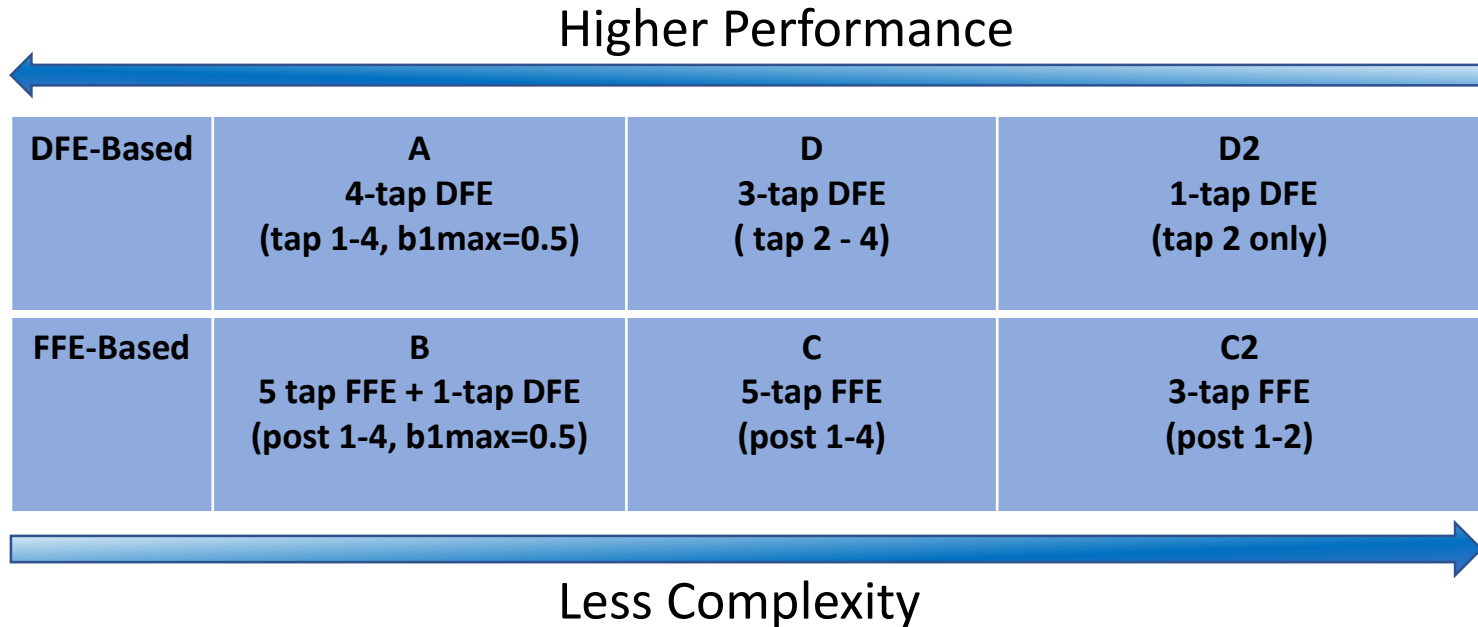 Higher Performance
DFE-Based
A
4-tap DFE
(tap 1-4, b1max=0.5)
D
3-tap DFE
( tap 2 - 4)
D2
1-tap DFE
(tap 2 only)
FFE-Based
B
5 tap FFE + 1-tap DFE
(post 1-4, b1max=0.5)
C
5-tap FFE
(post 1-4)
C2
3-tap FFE
(post 1-2)
Less Complexity